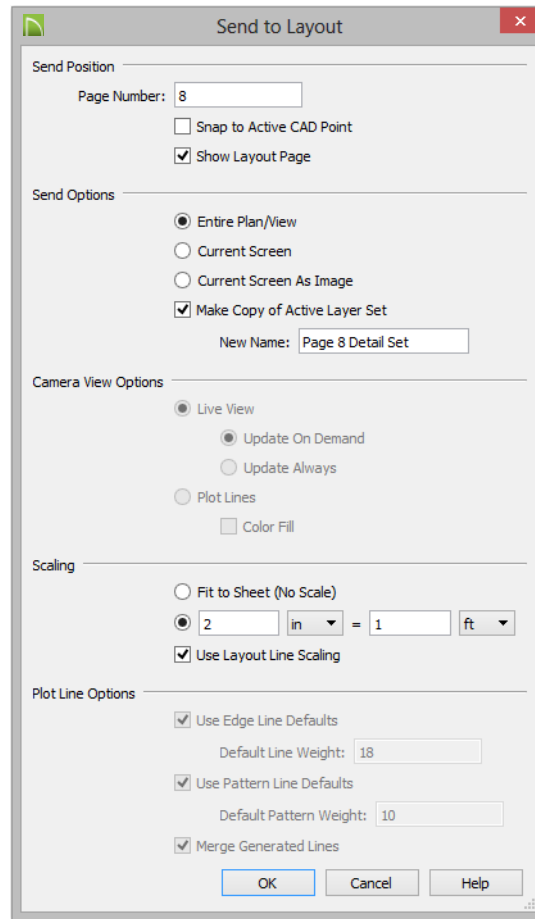 Send to Layout
Send Position
Page Number: 8
Snap to Active CAD Point
Show Layout Page
Send Options
Entire Plan/View
Current Screen
Current Screen As Image
Make Copy of Active Layer Set
New Name: Page 8 Detail Set
Camera View Options
Live View
Update On Demand
Update Always
Plot Lines
Color Fill
Scaling
Fit to Sheet (No Scale)
2 in = 1 ft
Use Layout Line Scaling
Plot Line Options
Use Edge Line Defaults
Default Line Weight: 18
Use Pattern Line Defaults
Default Pattern Weight: 10
Merge Generated Lines
OK Cancel Help